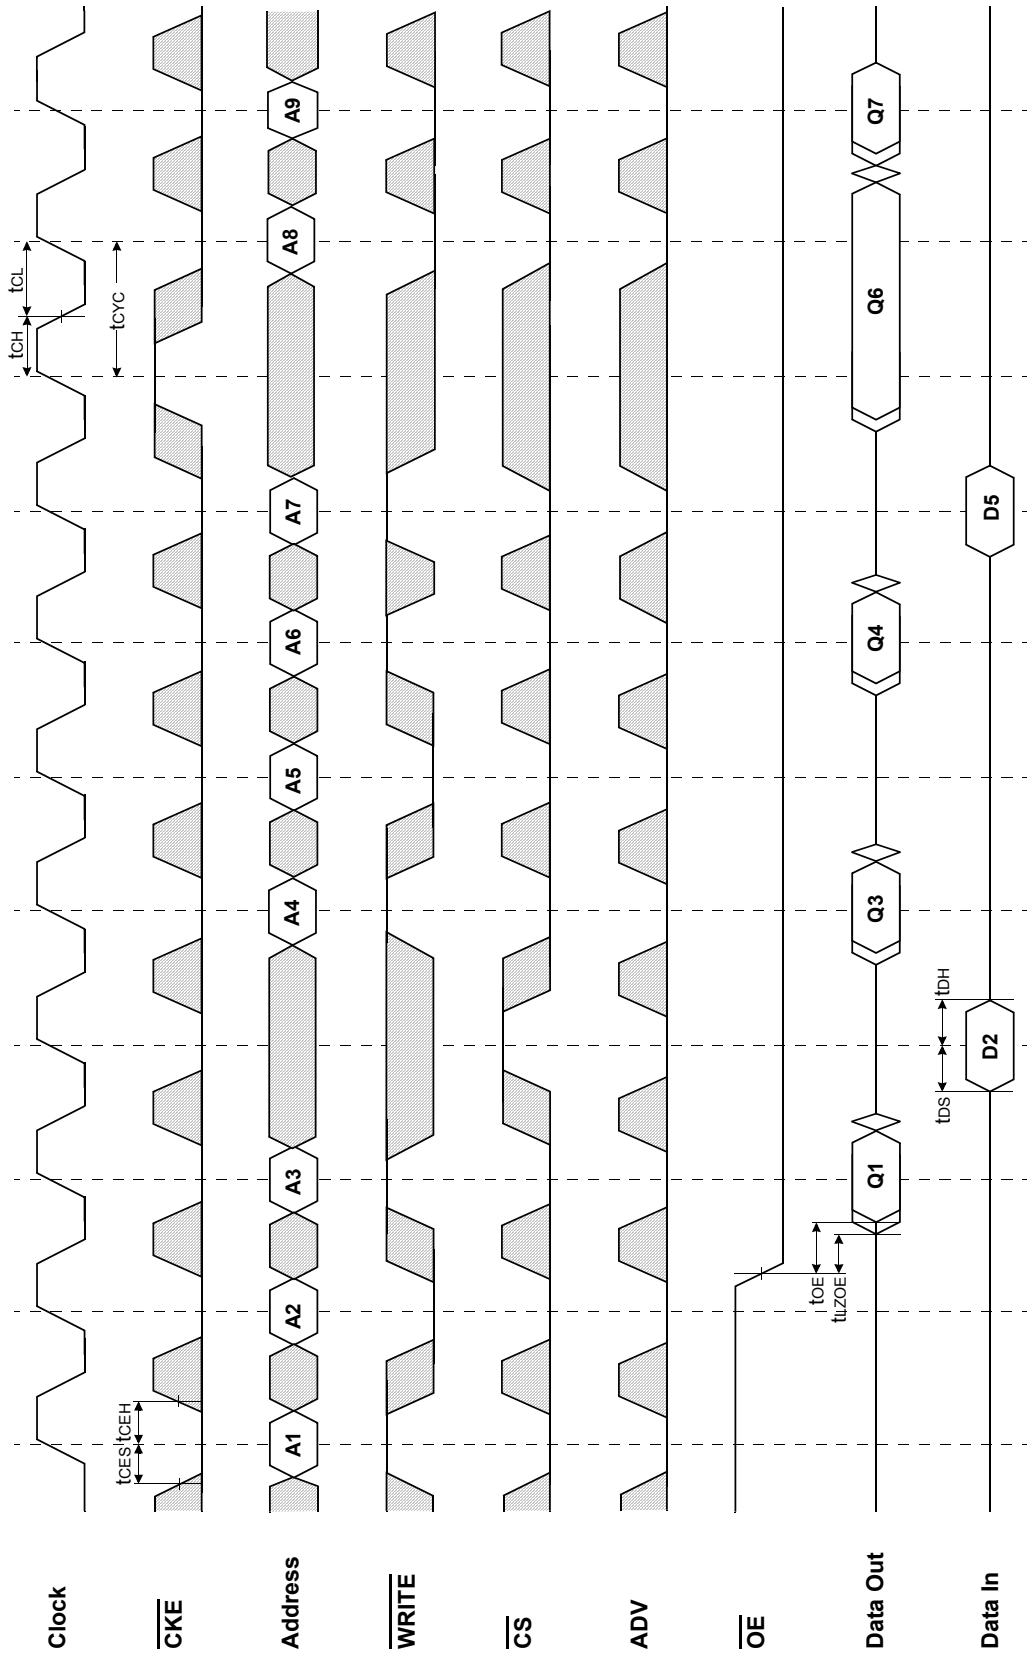 Clock
tCH
tCL
tCYC
CKE
tCES
tCEH
Address
A1
A2
A3
A4
A5
A6
A7
A8
A9
WRITE
CS
ADV
OE
tOE
tLZOE
Data Out
Q1
Q3
Q4
Q6
Q7
Data In
tDS
tDH
D2
D5